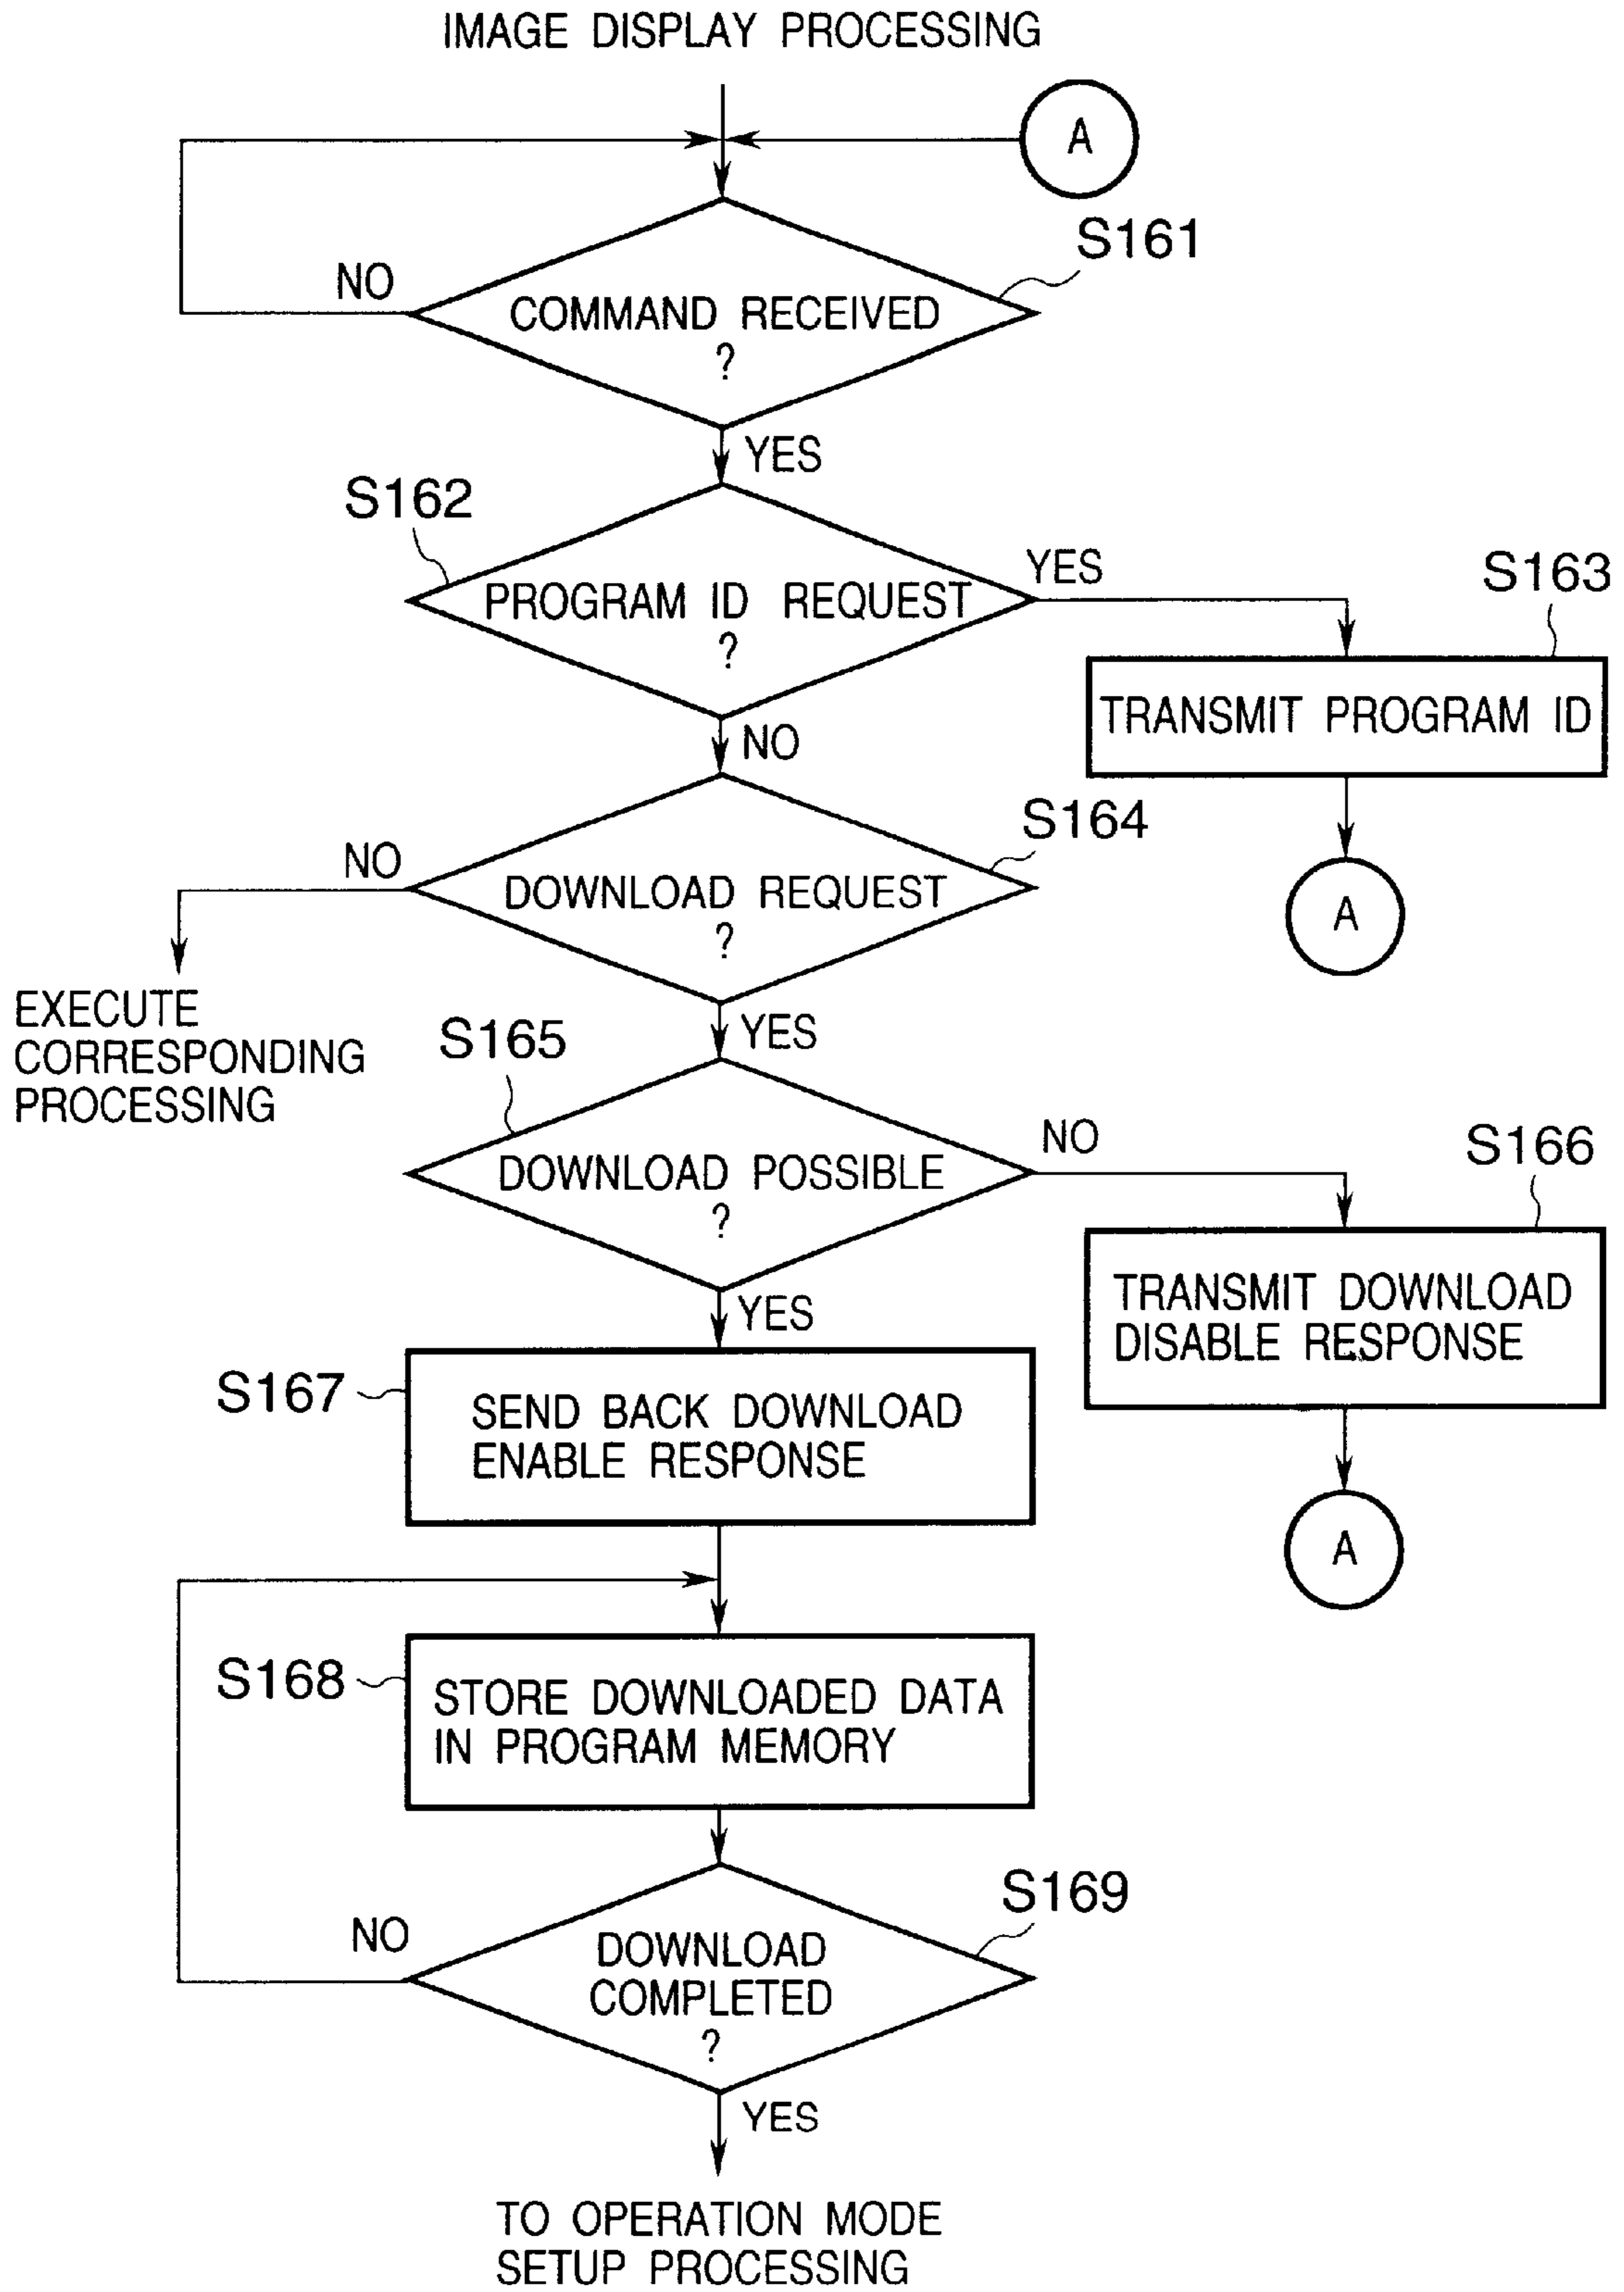 IMAGE DISPLAY PROCESSING
A
S161
NO
COMMAND RECEIVED
?
YES
S162
YES
S163
PROGRAM ID REQUEST
?
TRANSMIT PROGRAM ID
NO
S164
NO
DOWNLOAD REQUEST
?
A
EXECUTE
CORRESPONDING
PROCESSING
YES
S165
NO
S166
DOWNLOAD POSSIBLE
?
TRANSMIT DOWNLOAD
DISABLE RESPONSE
YES
S167
SEND BACK DOWNLOAD
ENABLE RESPONSE
A
S168
STORE DOWNLOADED DATA
IN PROGRAM MEMORY
S169
NO
DOWNLOAD
COMPLETED
?
YES
TO OPERATION MODE
SETUP PROCESSING